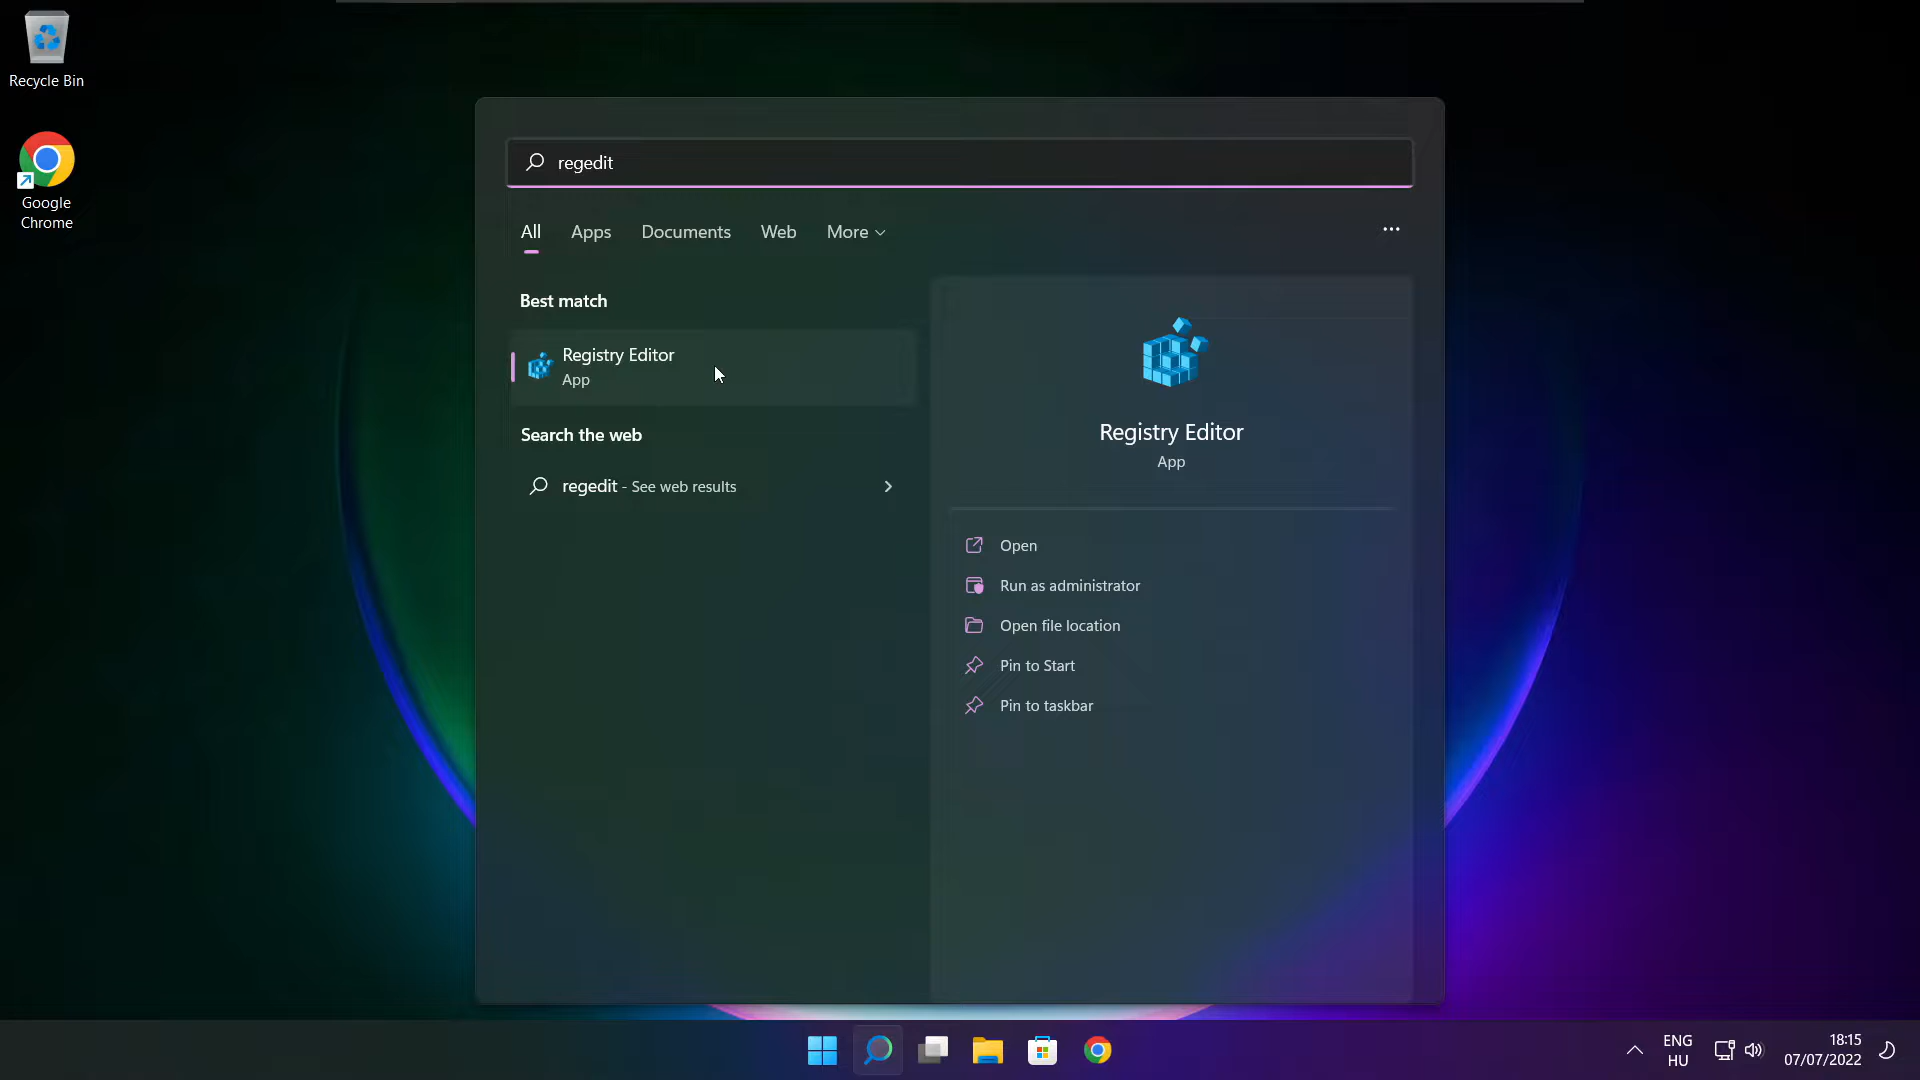 Recycle Bin
Google
Chrome
regedit
All Apps Documents Web More
Best match
Registry Editor
App
Search the web
regedit - See web results
Registry Editor
App
Open
Run as administrator
Open file location
Pin to Start
Pin to taskbar
ENG
HU
18:15
07/07/2022